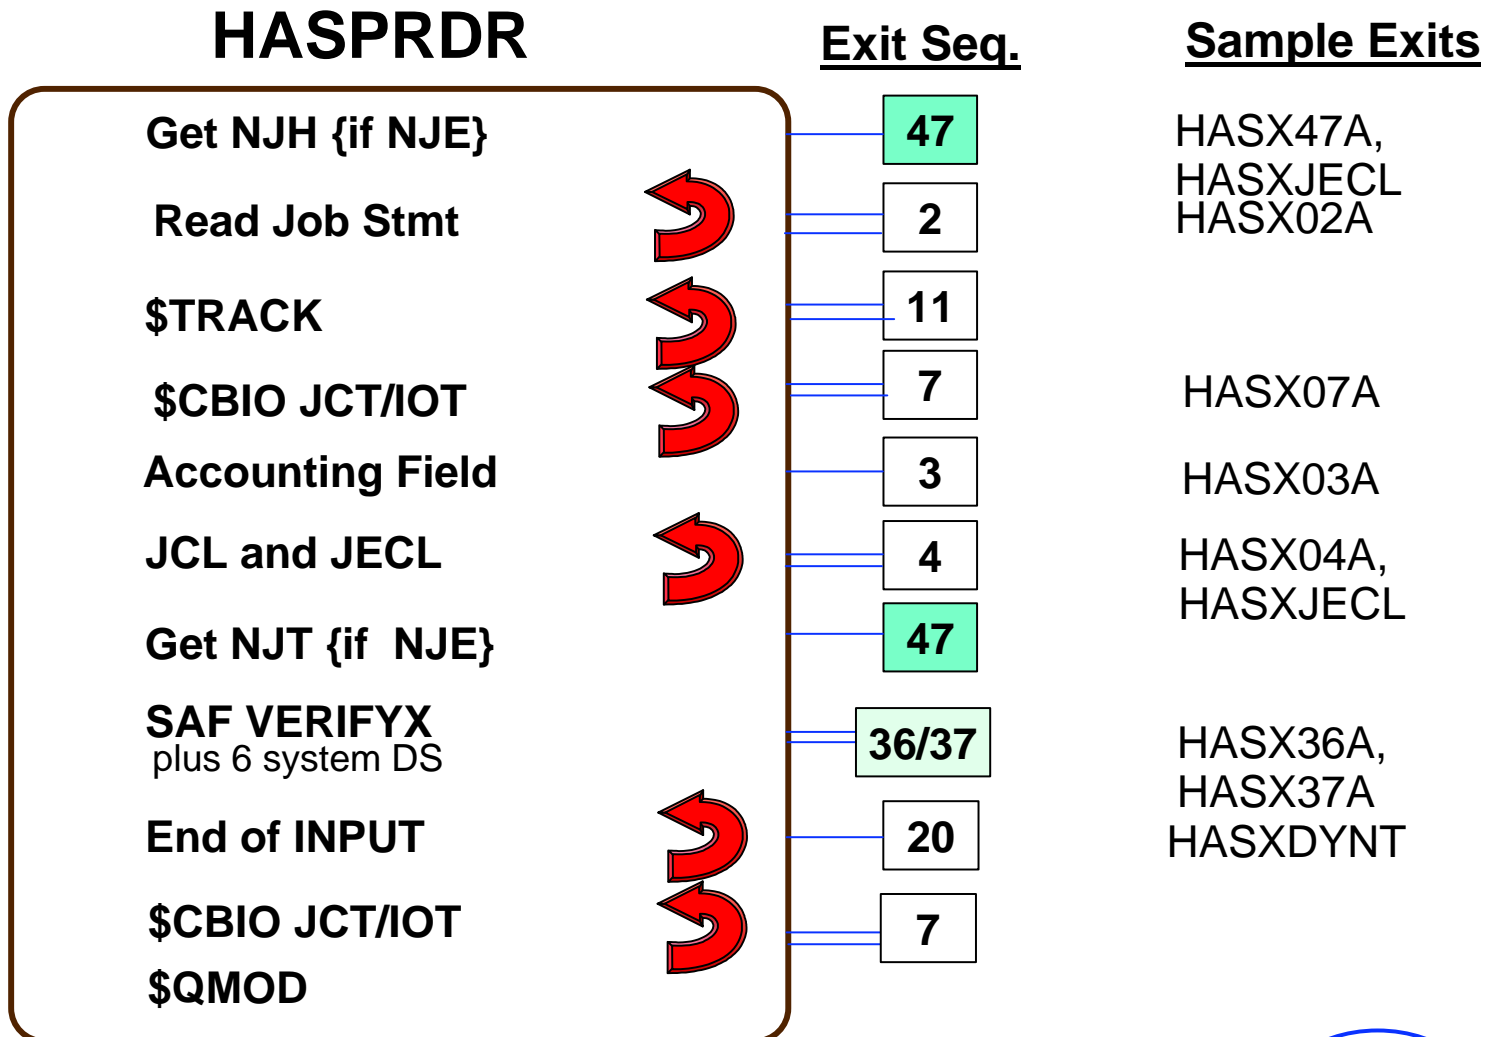 HASPRDR Exit Seq. Sample Exits
Get NJH {if NJE} 47 HASX47A,
HASXJECL
Read Job Stmt 2 HASX02A
$TRACK 11
$CBIO JCT/IOT 7 HASX07A
Accounting Field 3 HASX03A
JCL and JECL 4 HASX04A,
HASXJECL
Get NJT {if NJE} 47
SAF VERIFYX 36/37 HASX36A,
plus 6 system DS
HASX37A
End of INPUT 20 HASXDYNT
$CBIO JCT/IOT 7
$QMOD